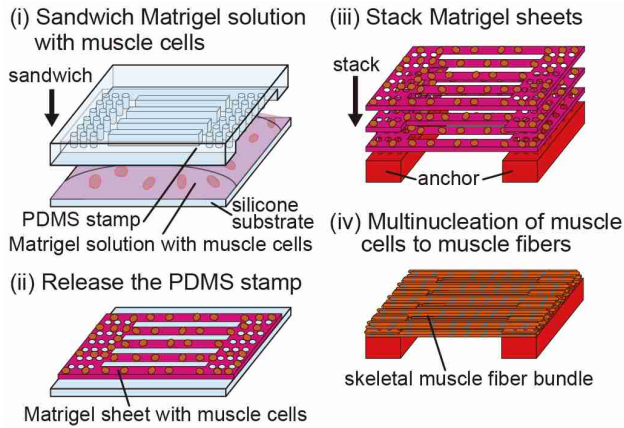 (i) Sandwich Matrigel solution
with muscle cells
sandwich
PDMS stamp
silicone
substrate
Matrigel solution with muscle cells
(ii) Release the PDMS stamp
Matrigel sheet with muscle cells
(iii) Stack Matrigel sheets
stack
anchor
(iv) Multinucleation of muscle
cells to muscle fibers
skeletal muscle fiber bundle